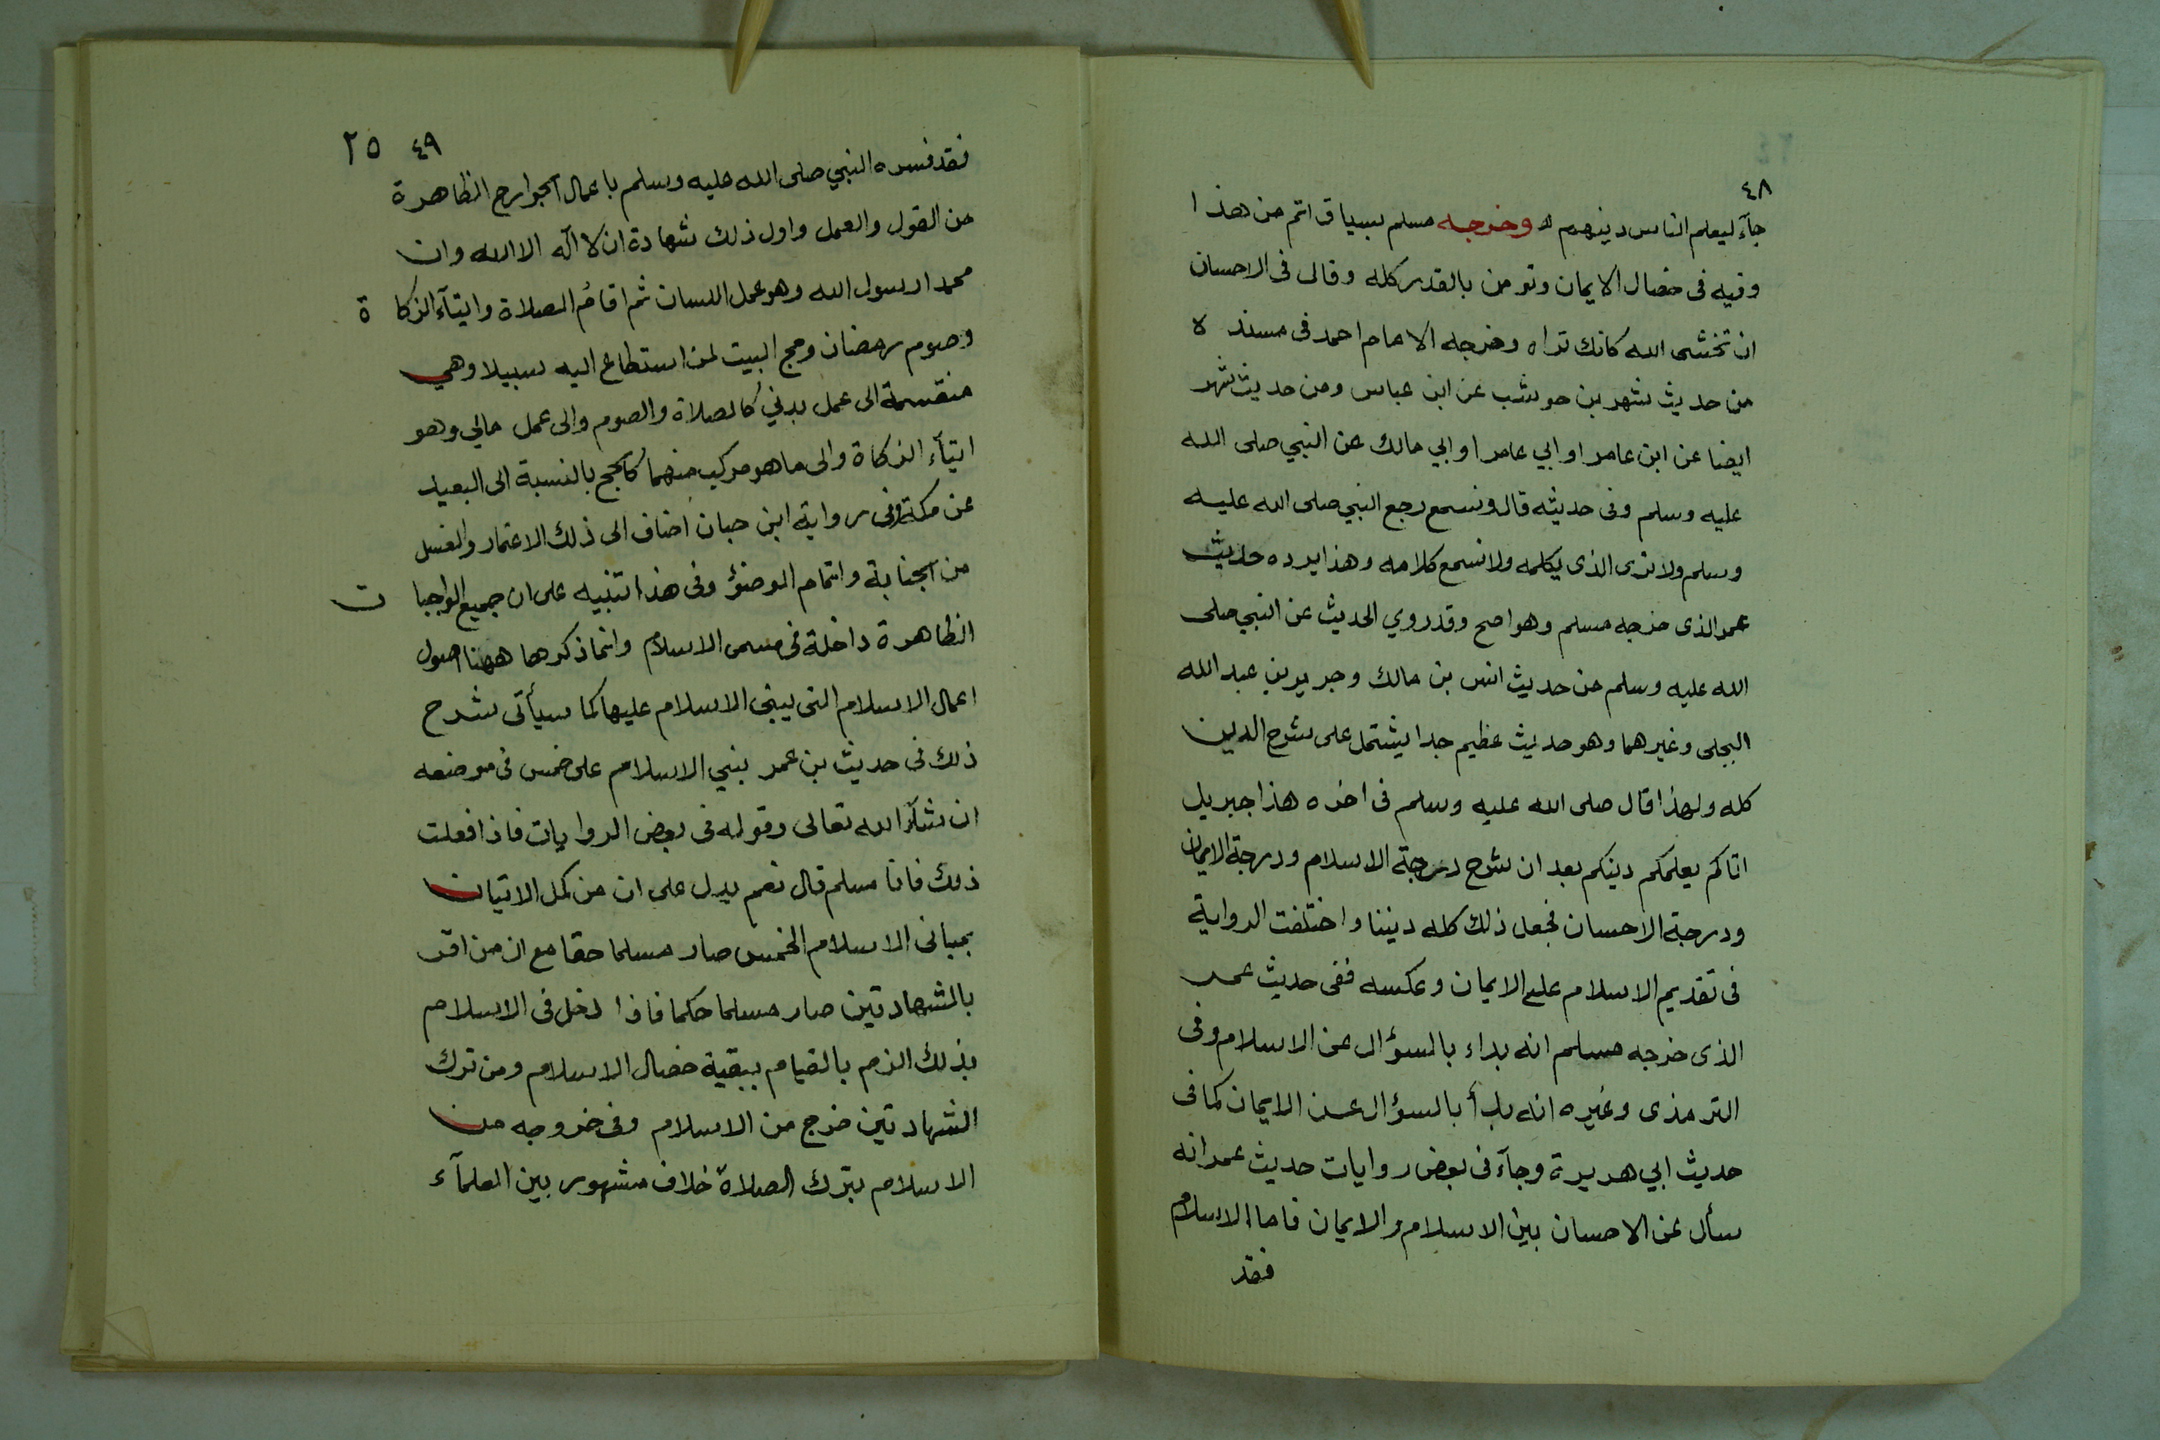 ٤٨
جآء ليعلم الناس دينهم وخرجه مسلم بسياق اتم من هذا
وفيه فى خصال الايمان وتومن بالقدر كله وقال فى الاحسان
ان تخشى الله كانك تراه وخرجه الامام احمد فى مسنده
من حديث شهر بن حوشب عن ابن عباس ومن حديث شهر
ايضا عن ابن عامر او ابي عامر او ابي مالك عن النبي صلى الله
عليه وسلم وفى حديثه قال ونسمع رجع النبي صلى الله عليه
وسلم ولا نرى الذى يكلمه ولا نسمع كلامه وهذا يرده حديث
عمر الذى خرجه مسلم وهو اصح وقد روي الحديث عن النبي صلى
الله عليه وسلم من حديث انس بن مالك وجرير بن عبد الله
البجلى وغيرهما وهو حديث عظيم جدا يشتمل على شرح الدين
كله ولهذا قال صلى الله عليه وسلم فى اخره هذا جبريل
اتاكم يعلمكم دينكم بعد ان شرح درجة الاسلام ودرجة الايمان
ودرجة الاحسان فجعل ذلك كله ديننا واختلفت الرواية
فى تقديم الاسلام على الايمان وعكسه ففى حديث عمر
الذى خرجه مسلم انه بداء بالسؤال عن الاسلام وفى
الترمذى وغيره انه بدأ بالسؤال عن الايمان كما فى
حديث ابي هريرة وجآء فى بعض روايات حديث عمر انه
سأل عن الاحسان بين الاسلام والايمان فاما الاسلام
فقد
٤٩ ٢٥
فقد فسره النبي صلى الله عليه وسلم باعمال الجوارح الظاهرة
من القول والعمل واول ذلك شهادة ان لا اله الا الله وان
محمدا رسول الله وهو عمل اللسان ثم اقام الصلاة وايتآء الزكاة
وصوم رمضان وحج البيت لمن استطاع اليه سبيلا وهي
منقسمة الى عمل بدني كالصلاة والصوم والى عمل مالي وهو
ايتآء الزكاة والى ما هو مركب منهما كالحج بالنسبة الى البعيد
عن مكة وفى رواية ابن حبان اضاف الى ذلك الاعتمار والغسل
من الجنابة واتمام الوضؤ وفى هذا تنبيه على ان جميع الواجبات
الظاهرة داخلة فى مسمى الاسلام وانما ذكرها ههنا اصول
اعمال الاسلام التى يبنى الاسلام عليها كما سيأتى شرح
ذلك فى حديث بن عمر بني الاسلام على خمس فى موضعه
ان شآء الله تعالى وقوله فى بعض الروايات فاذا فعلت
ذلك فانا مسلم قال نعم يدل على ان من كمل الاتيان
بمبانى الاسلام الخمس صار مسلما حقا مع ان من اقر
بالشهادتين صار مسلما حكما فاذا دخل فى الاسلام
بذلك الزم بالقيام ببقية خصال الاسلام ومن ترك
الشهادتين خرج من الاسلام وفى خروجه من
الاسلام بترك الصلاة خلاف مشهور بين العلمآء